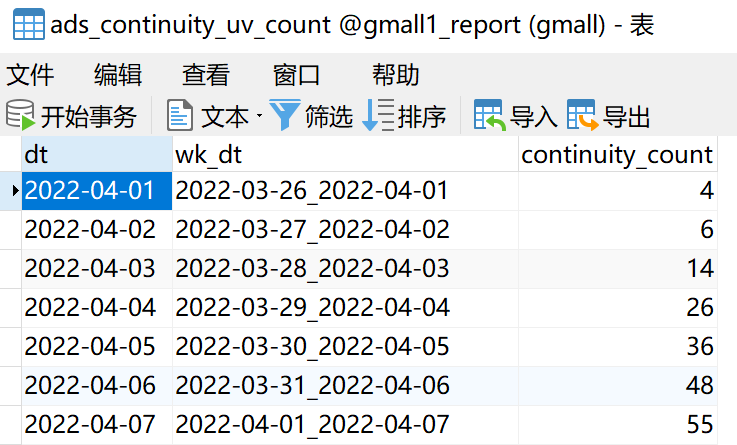 ads_continuity_uv_count @gmall1_report (gmall) - 表
文件 编辑 查看 窗口 帮助
开始事务 文本 筛选 排序 导入 导出
dt wk_dt continuity_count
2022-04-01 2022-03-26_2022-04-01 4
2022-04-02 2022-03-27_2022-04-02 6
2022-04-03 2022-03-28_2022-04-03 14
2022-04-04 2022-03-29_2022-04-04 26
2022-04-05 2022-03-30_2022-04-05 36
2022-04-06 2022-03-31_2022-04-06 48
2022-04-07 2022-04-01_2022-04-07 55